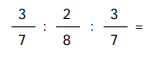 3/7 : 2/8 : 3/7 =